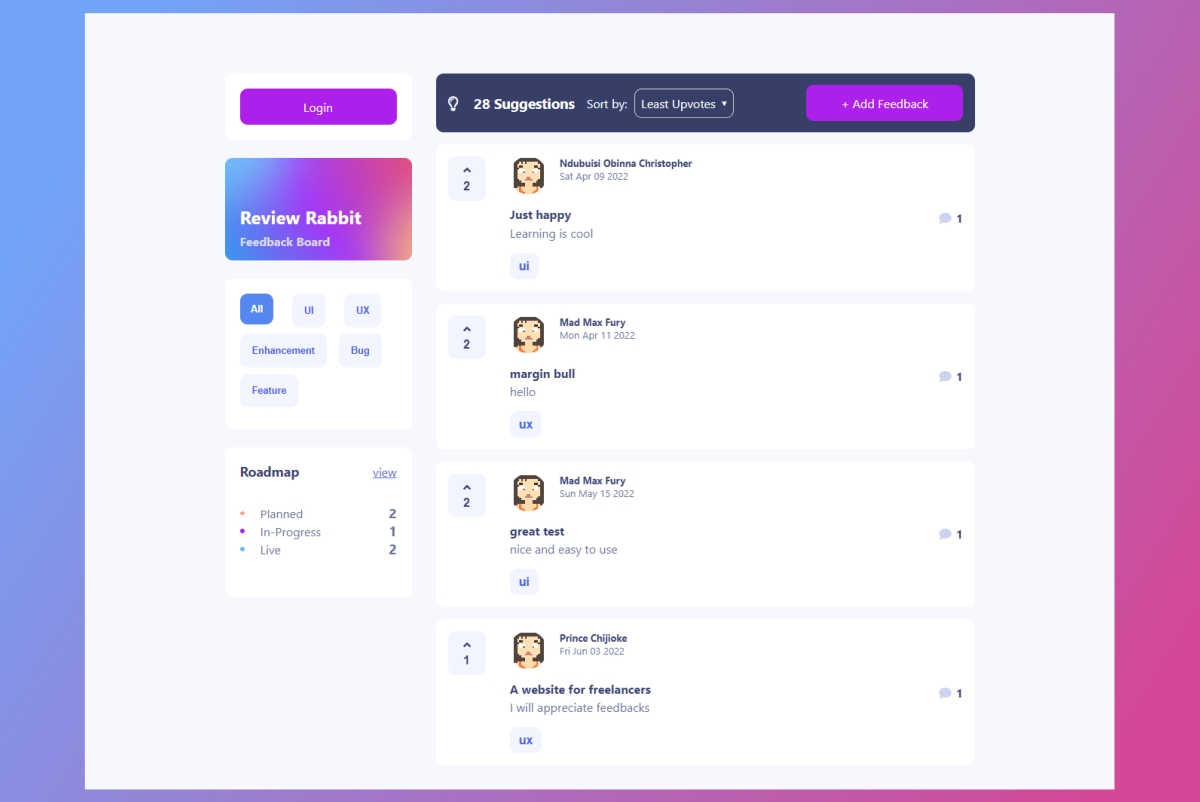 Login
Review Rabbit
Feedback Board
All UI UX
Enhancement Bug
Feature
Roadmap view
Planned 2
In-Progress 1
Live 2
28 Suggestions Sort by: Least Upvotes + Add Feedback
2
Ndubuisi Obinna Christopher
Sat Apr 09 2022
Just happy
Learning is cool
ui
1
2
Mad Max Fury
Mon Apr 11 2022
margin bull
hello
ux
1
2
Mad Max Fury
Sun May 15 2022
great test
nice and easy to use
ui
1
1
Prince Chijioke
Fri Jun 03 2022
A website for freelancers
I will appreciate feedbacks
ux
1